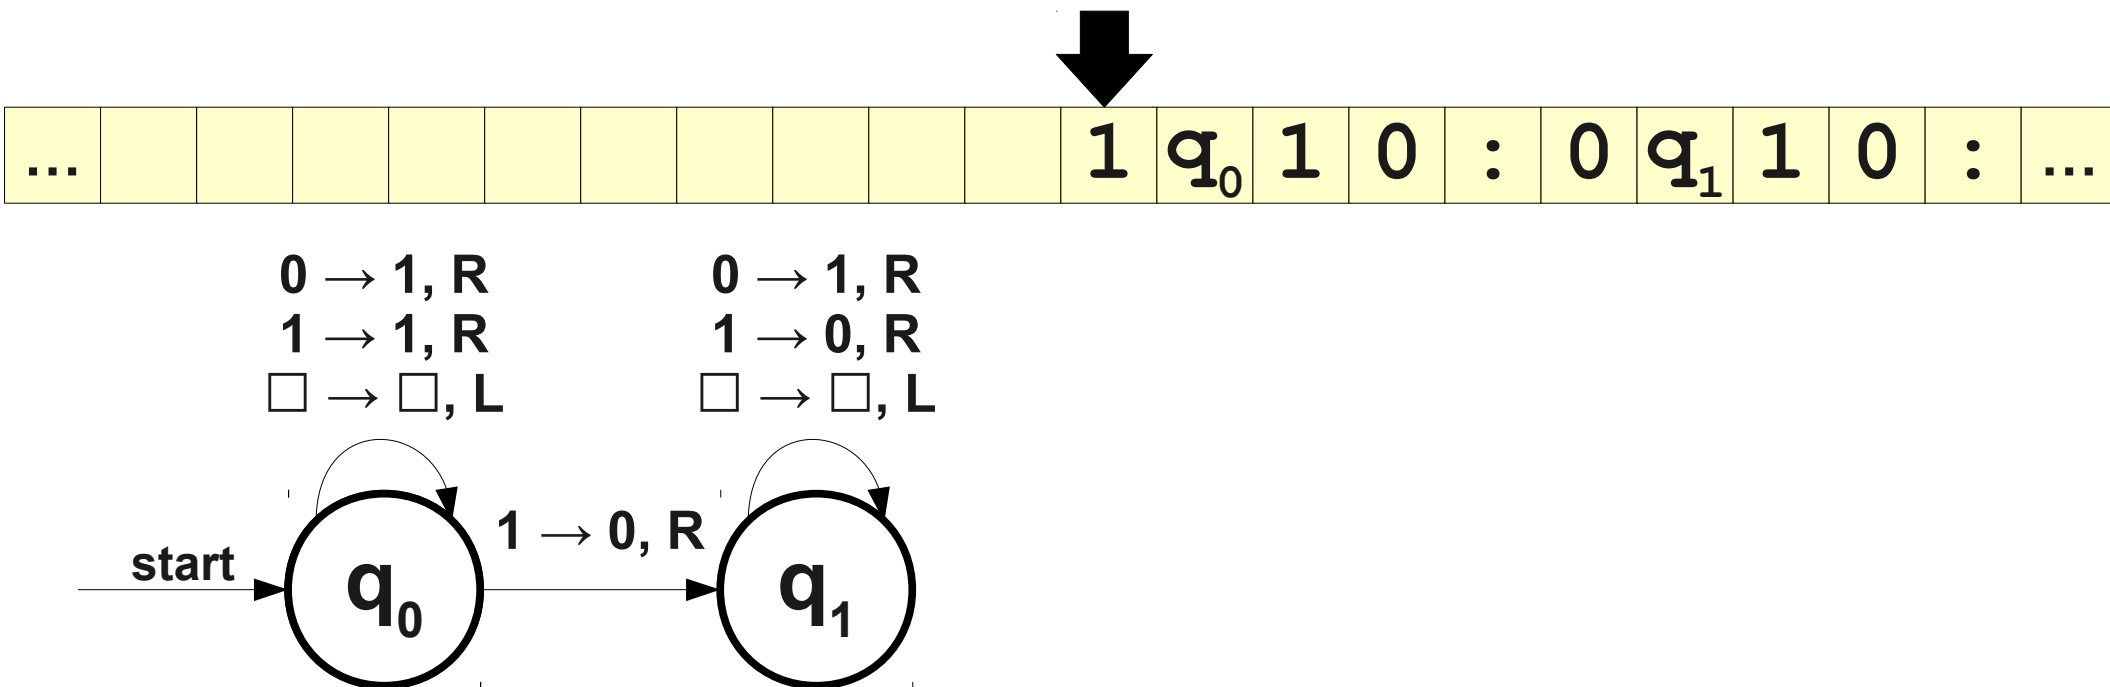 ... 1 q₀ 1 0 : 0 q₁ 1 0 : ...
0 → 1, R 0 → 1, R
1 → 1, R 1 → 0, R
□ → □, L □ → □, L
1 → 0, R
start
q₀ q₁